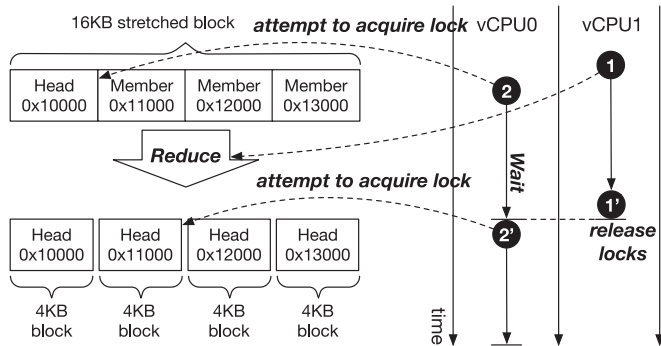 16KB stretched block
attempt to acquire lock
vCPU0
vCPU1
Head
0x10000
Member
0x11000
Member
0x12000
Member
0x13000
1
2
Reduce
Wait
attempt to acquire lock
1'
2'
release
locks
Head
0x10000
Head
0x11000
Head
0x12000
Head
0x13000
4KB
block
4KB
block
4KB
block
4KB
block
time